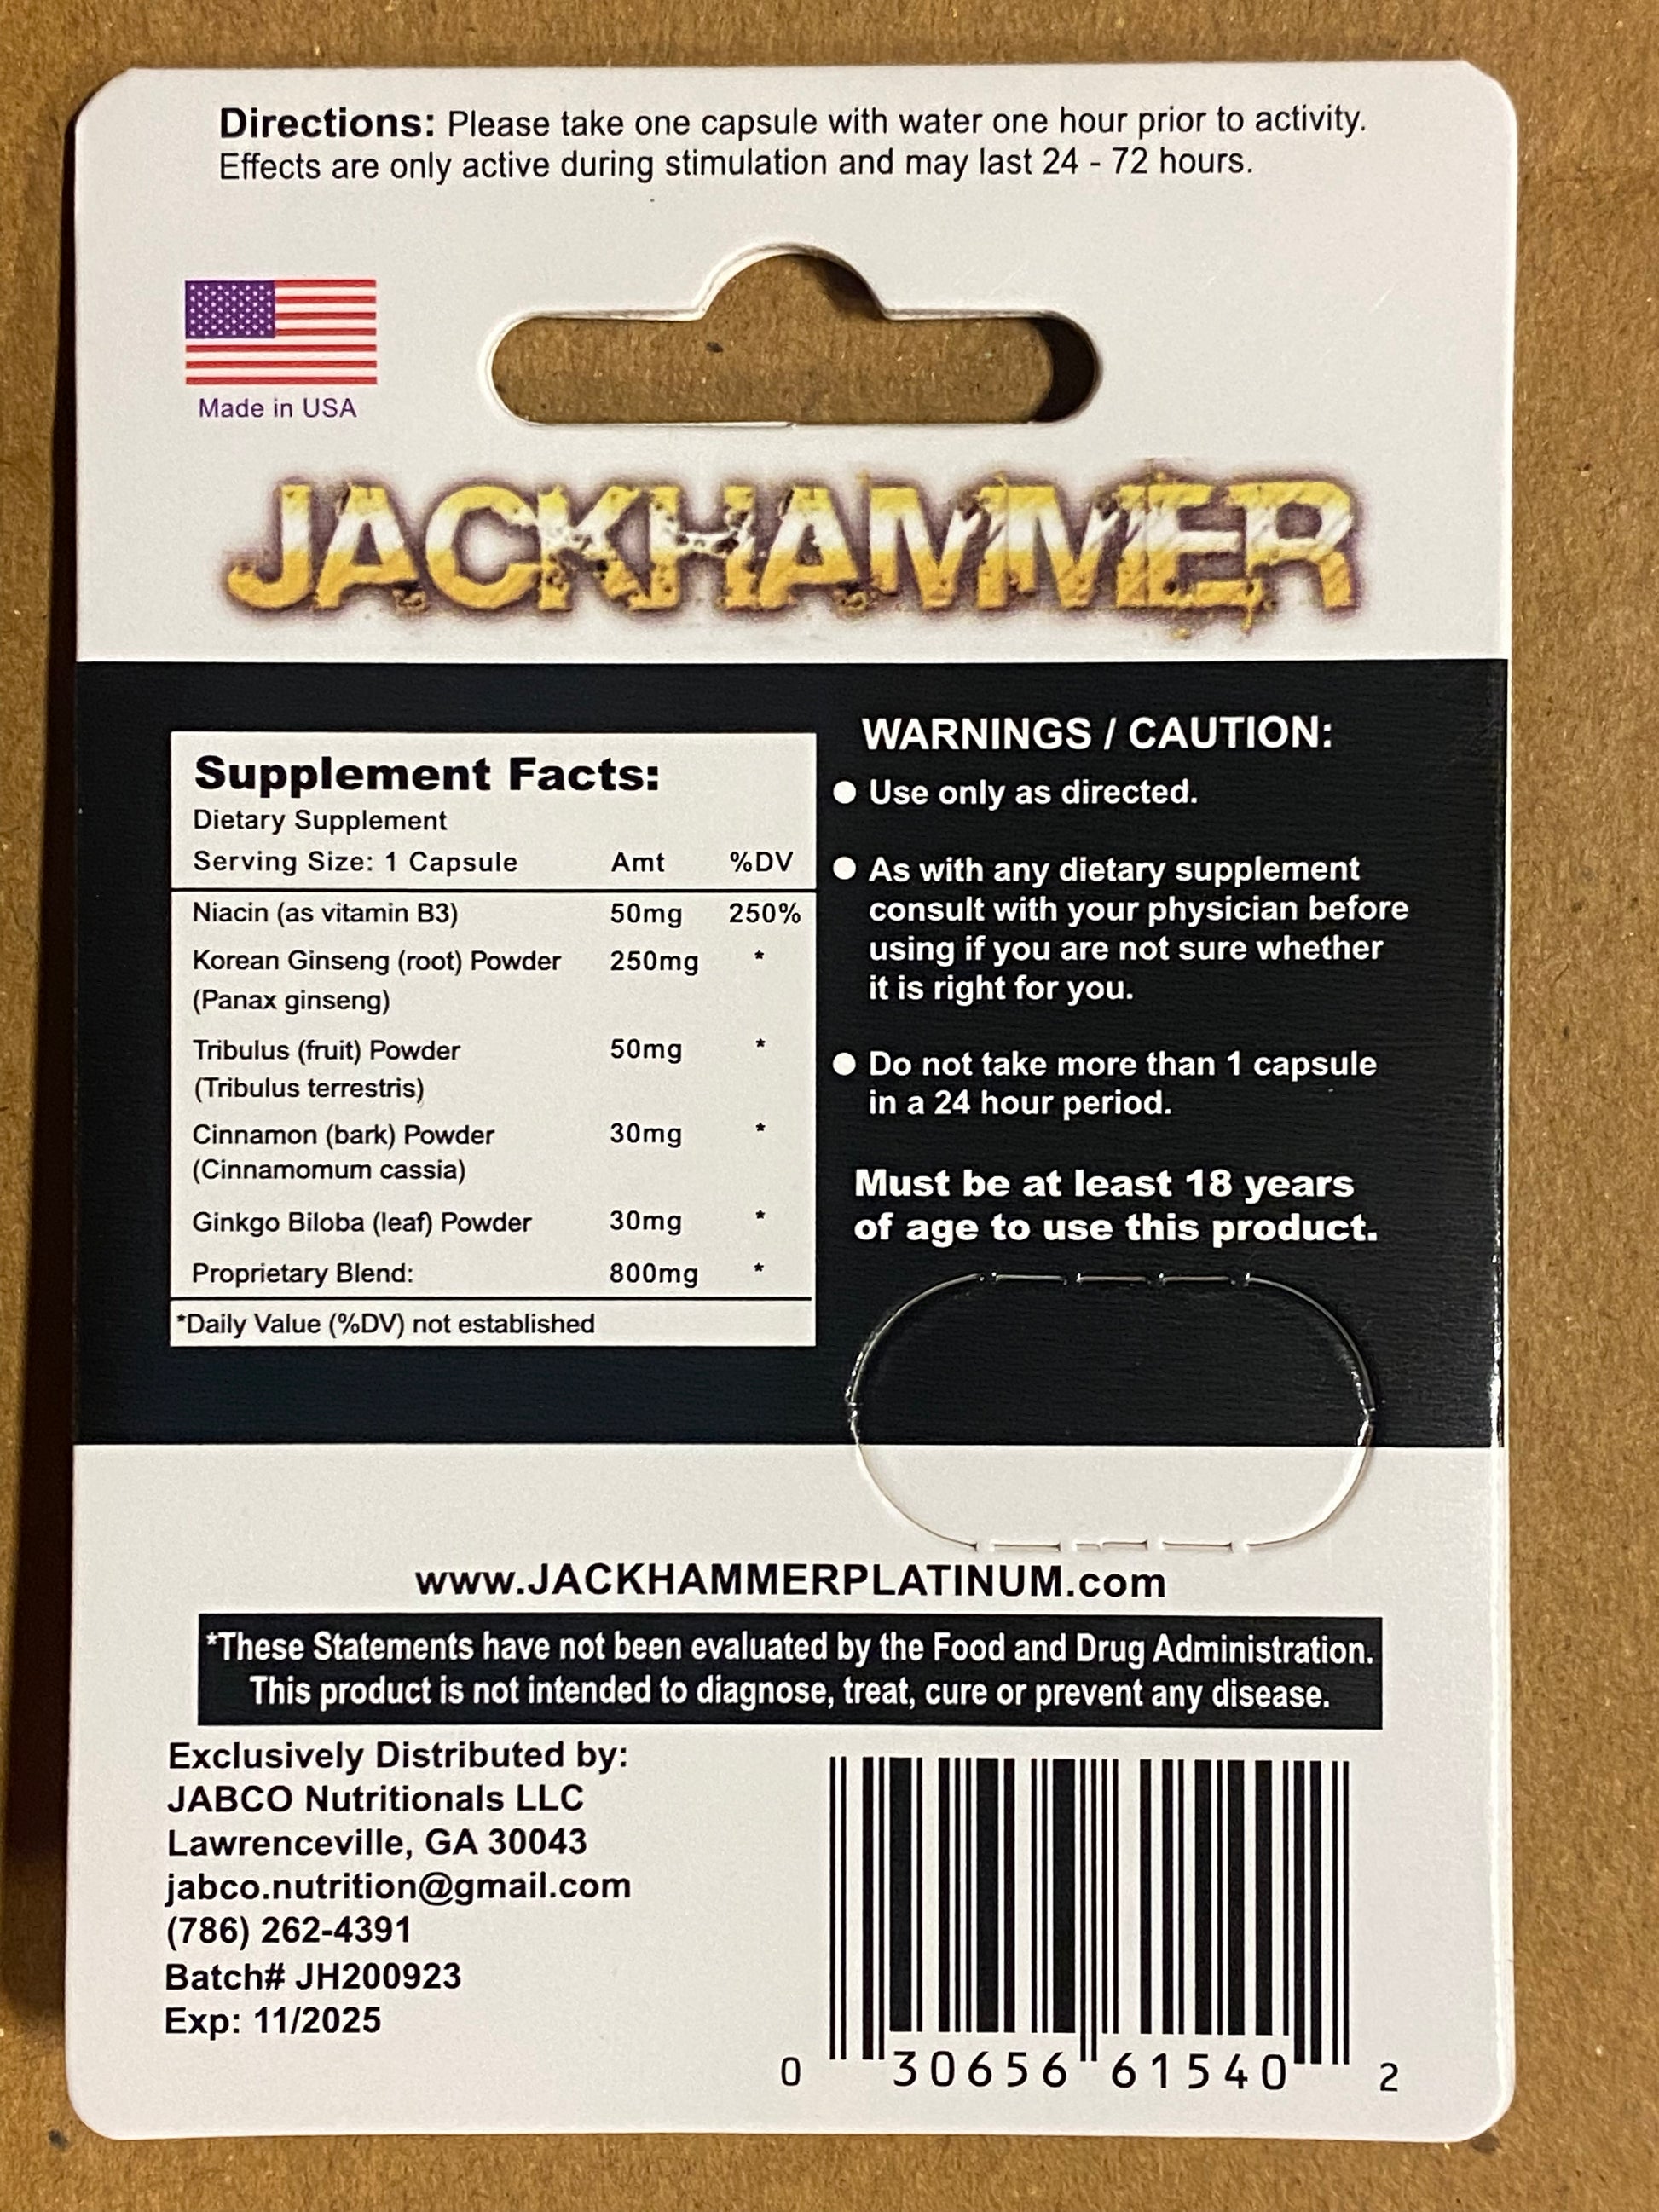 Directions: Please take one capsule with water one hour prior to activity.
Effects are only active during stimulation and may last 24 - 72 hours.
Made in USA
JACKHAMMER
Supplement Facts:
Dietary Supplement
Serving Size: 1 Capsule Amt %DV
Niacin (as vitamin B3) 50mg 250%
Korean Ginseng (root) Powder 250mg *
(Panax ginseng)
Tribulus (fruit) Powder 50mg *
(Tribulus terrestris)
Cinnamon (bark) Powder 30mg *
(Cinnamomum cassia)
Ginkgo Biloba (leaf) Powder 30mg *
Proprietary Blend: 800mg *
*Daily Value (%DV) not established
WARNINGS / CAUTION:
● Use only as directed.
● As with any dietary supplement
consult with your physician before
using if you are not sure whether
it is right for you.
● Do not take more than 1 capsule
in a 24 hour period.
Must be at least 18 years
of age to use this product.
www.JACKHAMMERPLATINUM.com
*These Statements have not been evaluated by the Food and Drug Administration.
This product is not intended to diagnose, treat, cure or prevent any disease.
Exclusively Distributed by:
JABCO Nutritionals LLC
Lawrenceville, GA 30043
jabco.nutrition@gmail.com
(786) 262-4391
Batch# JH200923
Exp: 11/2025
0 30656 61540 2